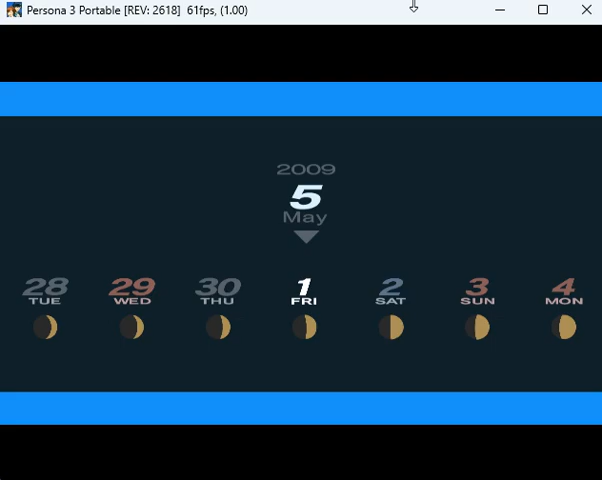 Persona 3 Portable [REV: 2618] 61fps, (1.00)
2009
5
May
28 29 30 1 2 3 4
TUE WED THU FRI SAT SUN MON